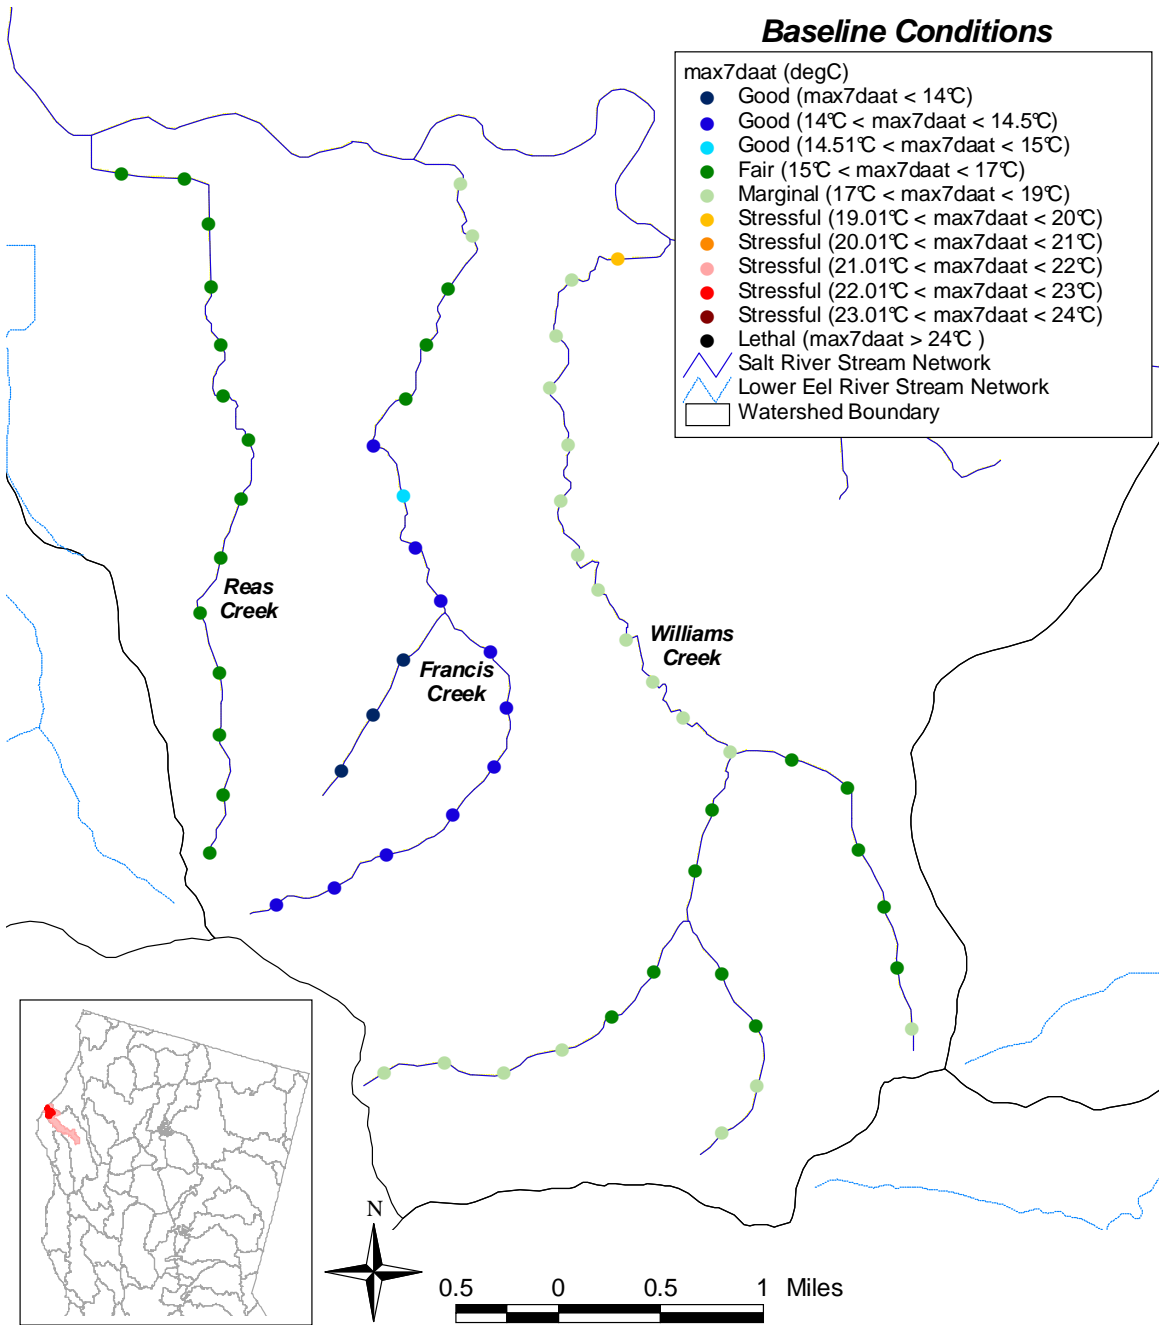 Baseline Conditions
max7daat (degC)
Good (max7daat < 14°C)
Good (14°C < max7daat < 14.5°C)
Good (14.51°C < max7daat < 15°C)
Fair (15°C < max7daat < 17°C)
Marginal (17°C < max7daat < 19°C)
Stressful (19.01°C < max7daat < 20°C)
Stressful (20.01°C < max7daat < 21°C)
Stressful (21.01°C < max7daat < 22°C)
Stressful (22.01°C < max7daat < 23°C)
Stressful (23.01°C < max7daat < 24°C)
Lethal (max7daat > 24°C )
Salt River Stream Network
Lower Eel River Stream Network
Watershed Boundary
Reas
Creek
Francis
Creek
Williams
Creek
N
0.5 0 0.5 1 Miles